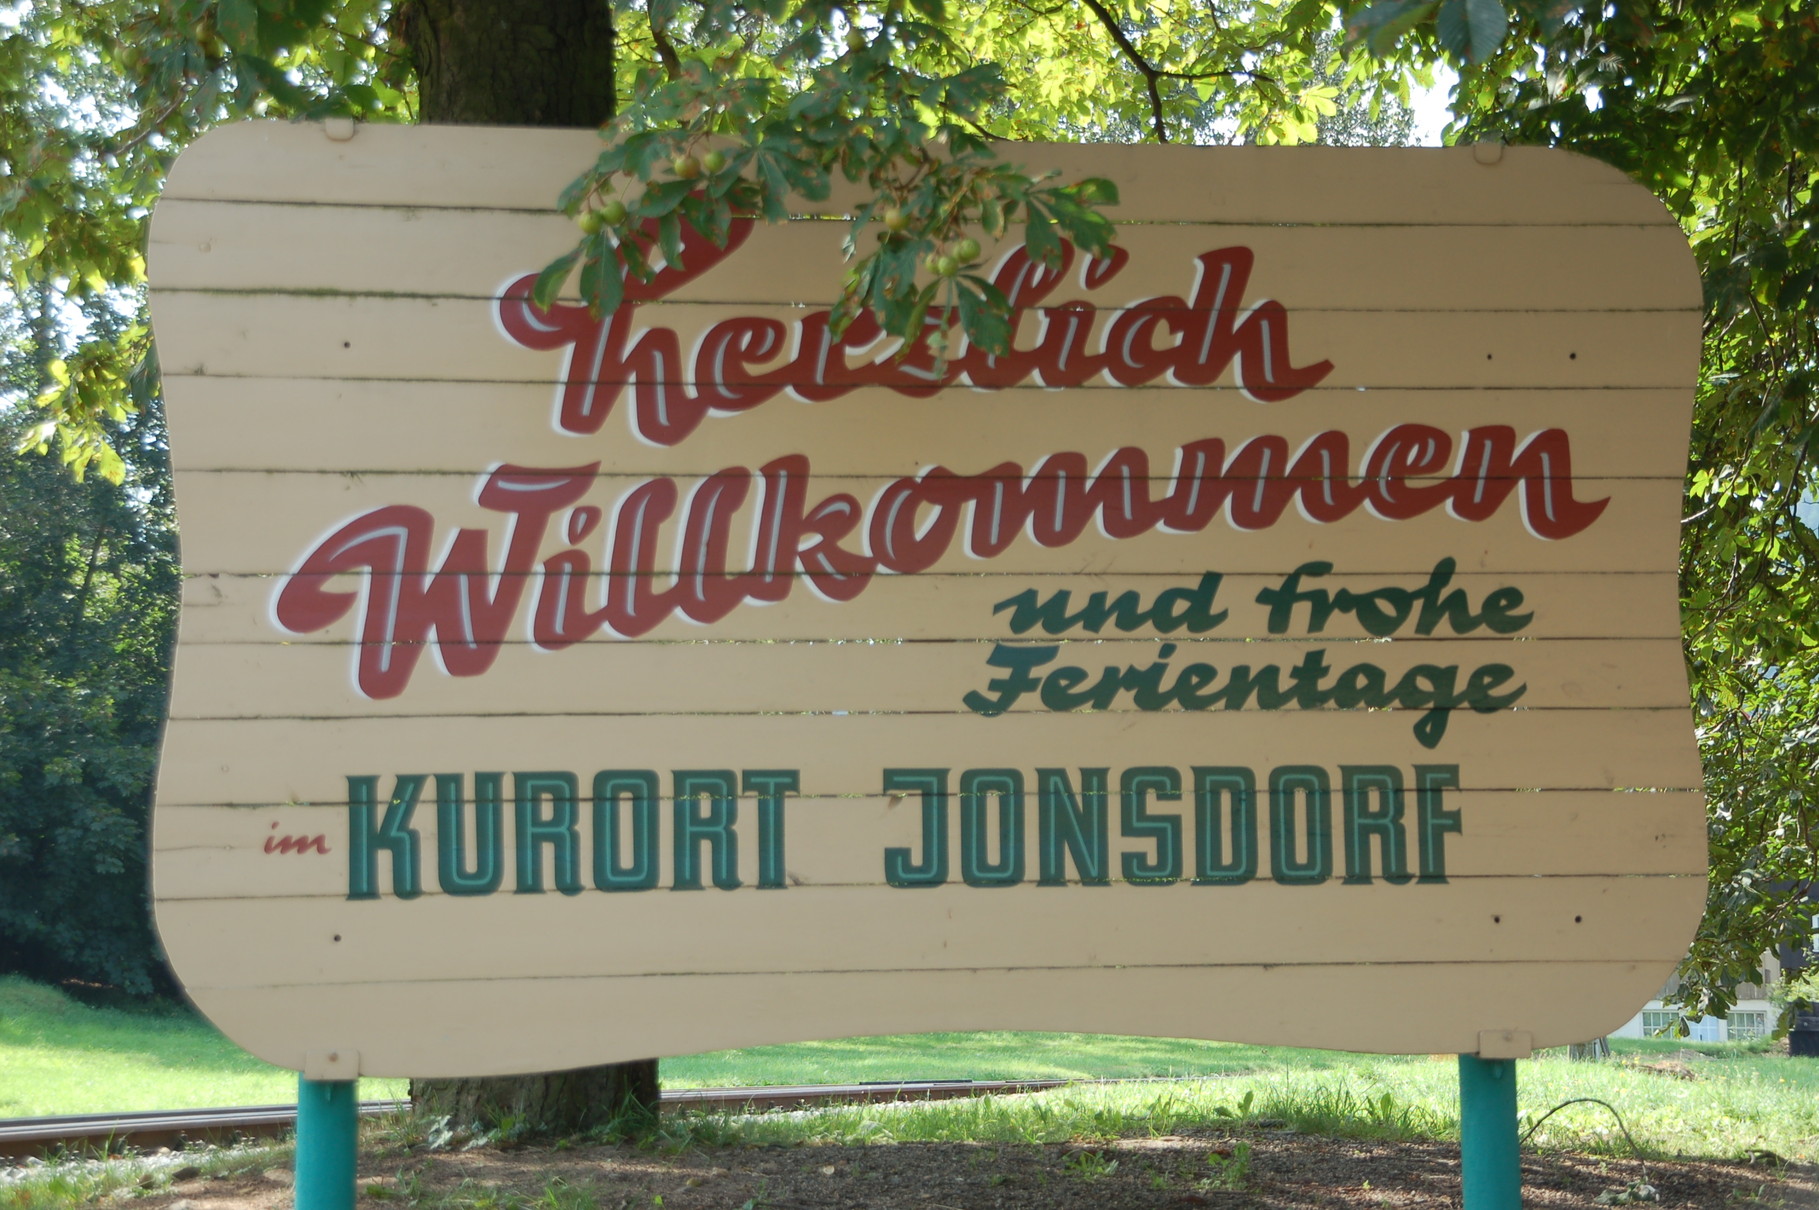 Herzlich
Willkommen
und frohe
Ferientage
im KURORT JONSDORF